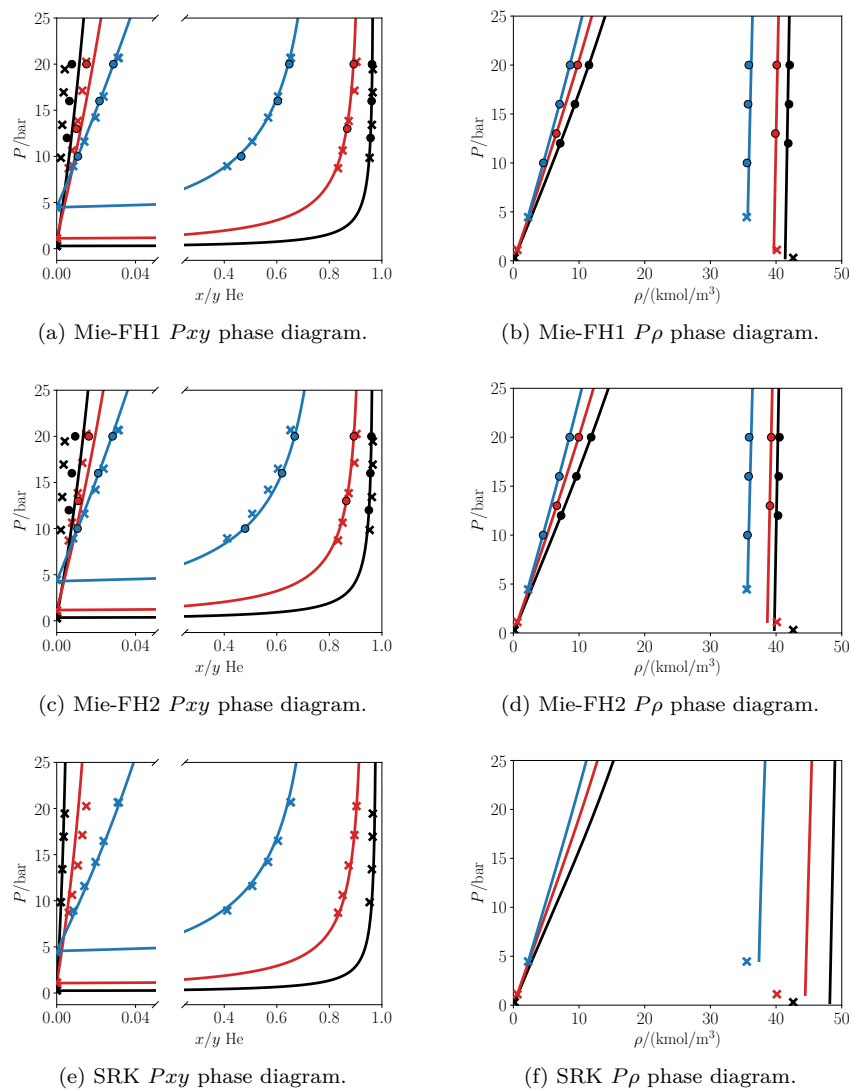 25
20
15
10
5
0
P/bar
0.00 0.04 0.4 0.6 0.8 1.0
x/y He
(a) Mie-FH1 Pxy phase diagram.
25
20
15
10
5
0
P/bar
0 10 20 30 40 50
ρ/(kmol/m³)
(b) Mie-FH1 Pρ phase diagram.
25
20
15
10
5
0
P/bar
0.00 0.04 0.4 0.6 0.8 1.0
x/y He
(c) Mie-FH2 Pxy phase diagram.
25
20
15
10
5
0
P/bar
0 10 20 30 40 50
ρ/(kmol/m³)
(d) Mie-FH2 Pρ phase diagram.
25
20
15
10
5
0
P/bar
0.00 0.04 0.4 0.6 0.8 1.0
x/y He
(e) SRK Pxy phase diagram.
25
20
15
10
5
0
P/bar
0 10 20 30 40 50
ρ/(kmol/m³)
(f) SRK Pρ phase diagram.